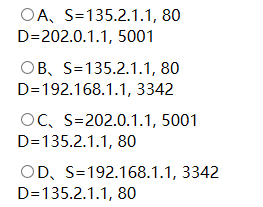 ○A、S=135.2.1.1, 80
D=202.0.1.1, 5001
○B、S=135.2.1.1, 80
D=192.168.1.1, 3342
○C、S=202.0.1.1, 5001
D=135.2.1.1, 80
○D、S=192.168.1.1, 3342
D=135.2.1.1, 80